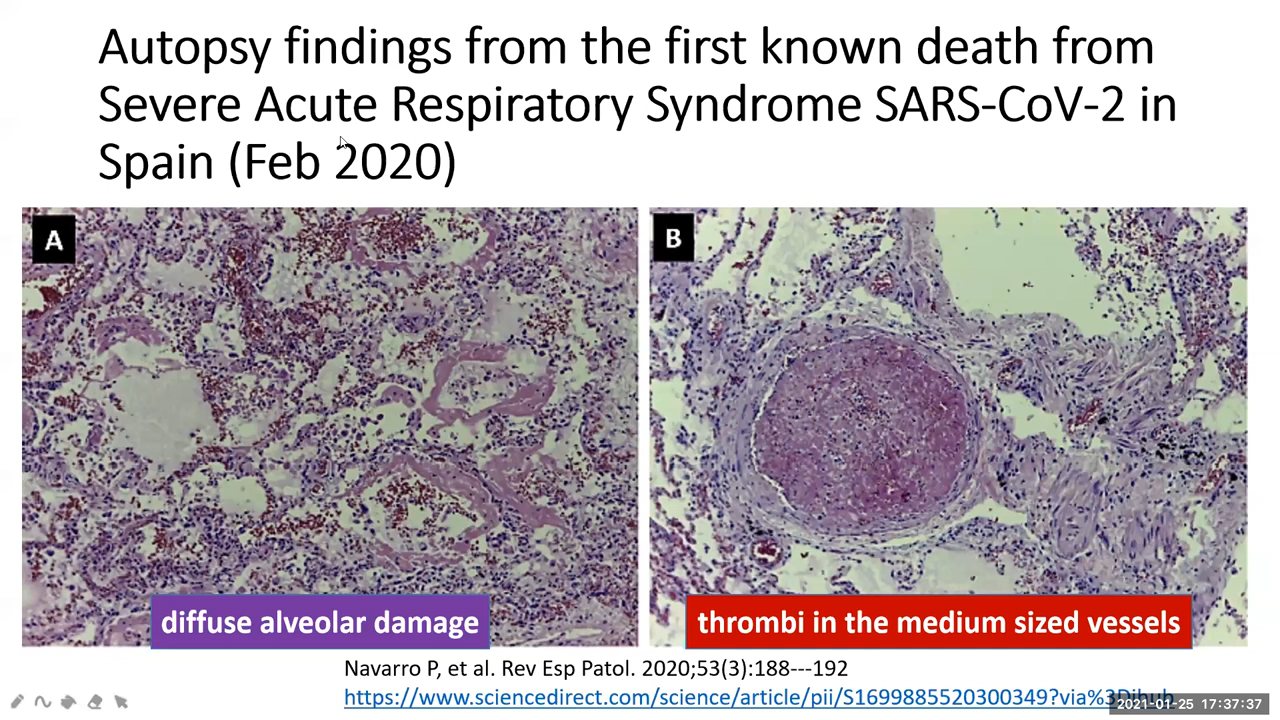 Autopsy findings from the first known death from
Severe Acute Respiratory Syndrome SARS-CoV-2 in
Spain (Feb 2020)
A
B
diffuse alveolar damage
thrombi in the medium sized vessels
Navarro P, et al. Rev Esp Patol. 2020;53(3):188---192
https://www.sciencedirect.com/science/article/pii/S1699885520300349?via%3Dihub
2021-01-25 17:37:37